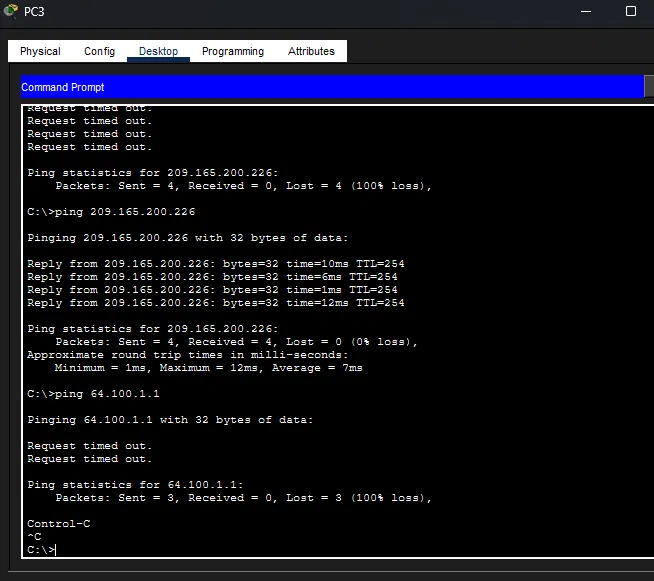 PC3
Physical Config Desktop Programming Attributes
Command Prompt
Request timed out.
Request timed out.
Request timed out.
Request timed out.
Ping statistics for 209.165.200.226:
Packets: Sent = 4, Received = 0, Lost = 4 (100% loss),
C:\>ping 209.165.200.226
Pinging 209.165.200.226 with 32 bytes of data:
Reply from 209.165.200.226: bytes=32 time=10ms TTL=254
Reply from 209.165.200.226: bytes=32 time=6ms TTL=254
Reply from 209.165.200.226: bytes=32 time=1ms TTL=254
Reply from 209.165.200.226: bytes=32 time=12ms TTL=254
Ping statistics for 209.165.200.226:
Packets: Sent = 4, Received = 4, Lost = 0 (0% loss),
Approximate round trip times in milli-seconds:
Minimum = 1ms, Maximum = 12ms, Average = 7ms
C:\>ping 64.100.1.1
Pinging 64.100.1.1 with 32 bytes of data:
Request timed out.
Request timed out.
Ping statistics for 64.100.1.1:
Packets: Sent = 3, Received = 0, Lost = 3 (100% loss),
Control-C
^C
C:\>